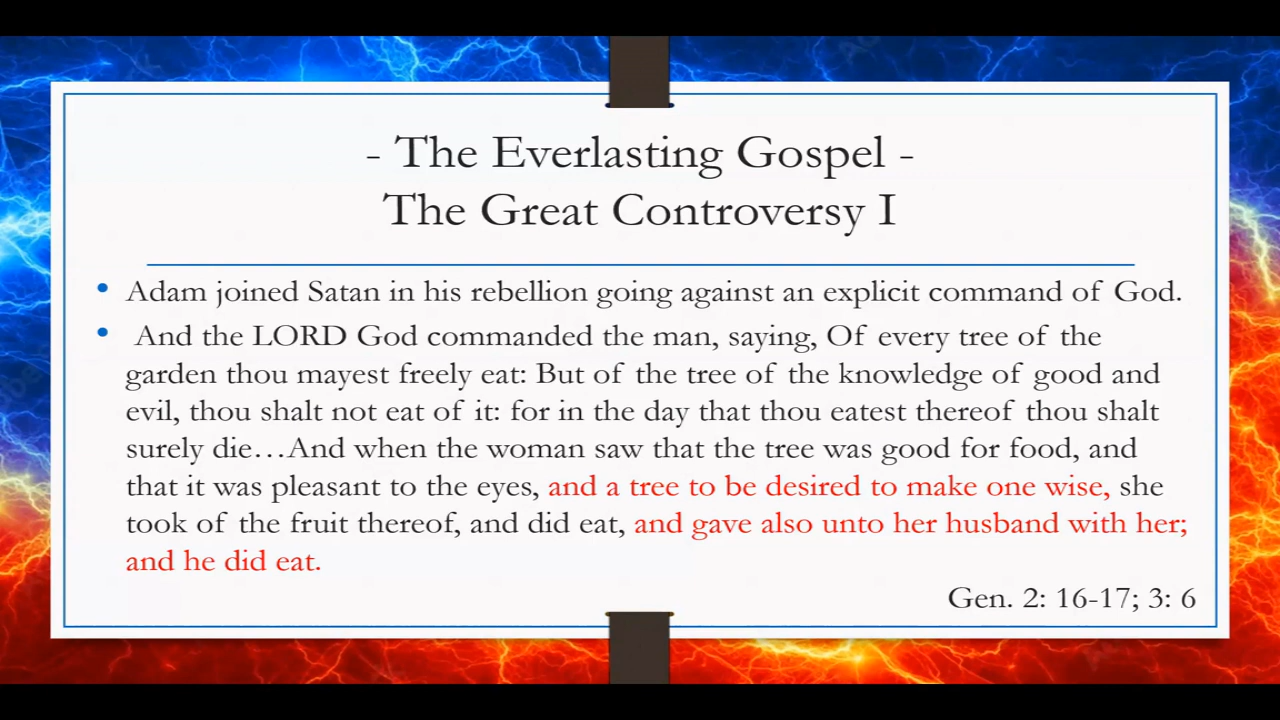 - The Everlasting Gospel -
The Great Controversy I
• Adam joined Satan in his rebellion going against an explicit command of God.
• And the LORD God commanded the man, saying, Of every tree of the
garden thou mayest freely eat: But of the tree of the knowledge of good and
evil, thou shalt not eat of it: for in the day that thou eatest thereof thou shalt
surely die…And when the woman saw that the tree was good for food, and
that it was pleasant to the eyes, and a tree to be desired to make one wise, she
took of the fruit thereof, and did eat, and gave also unto her husband with her;
and he did eat.
Gen. 2: 16-17; 3: 6